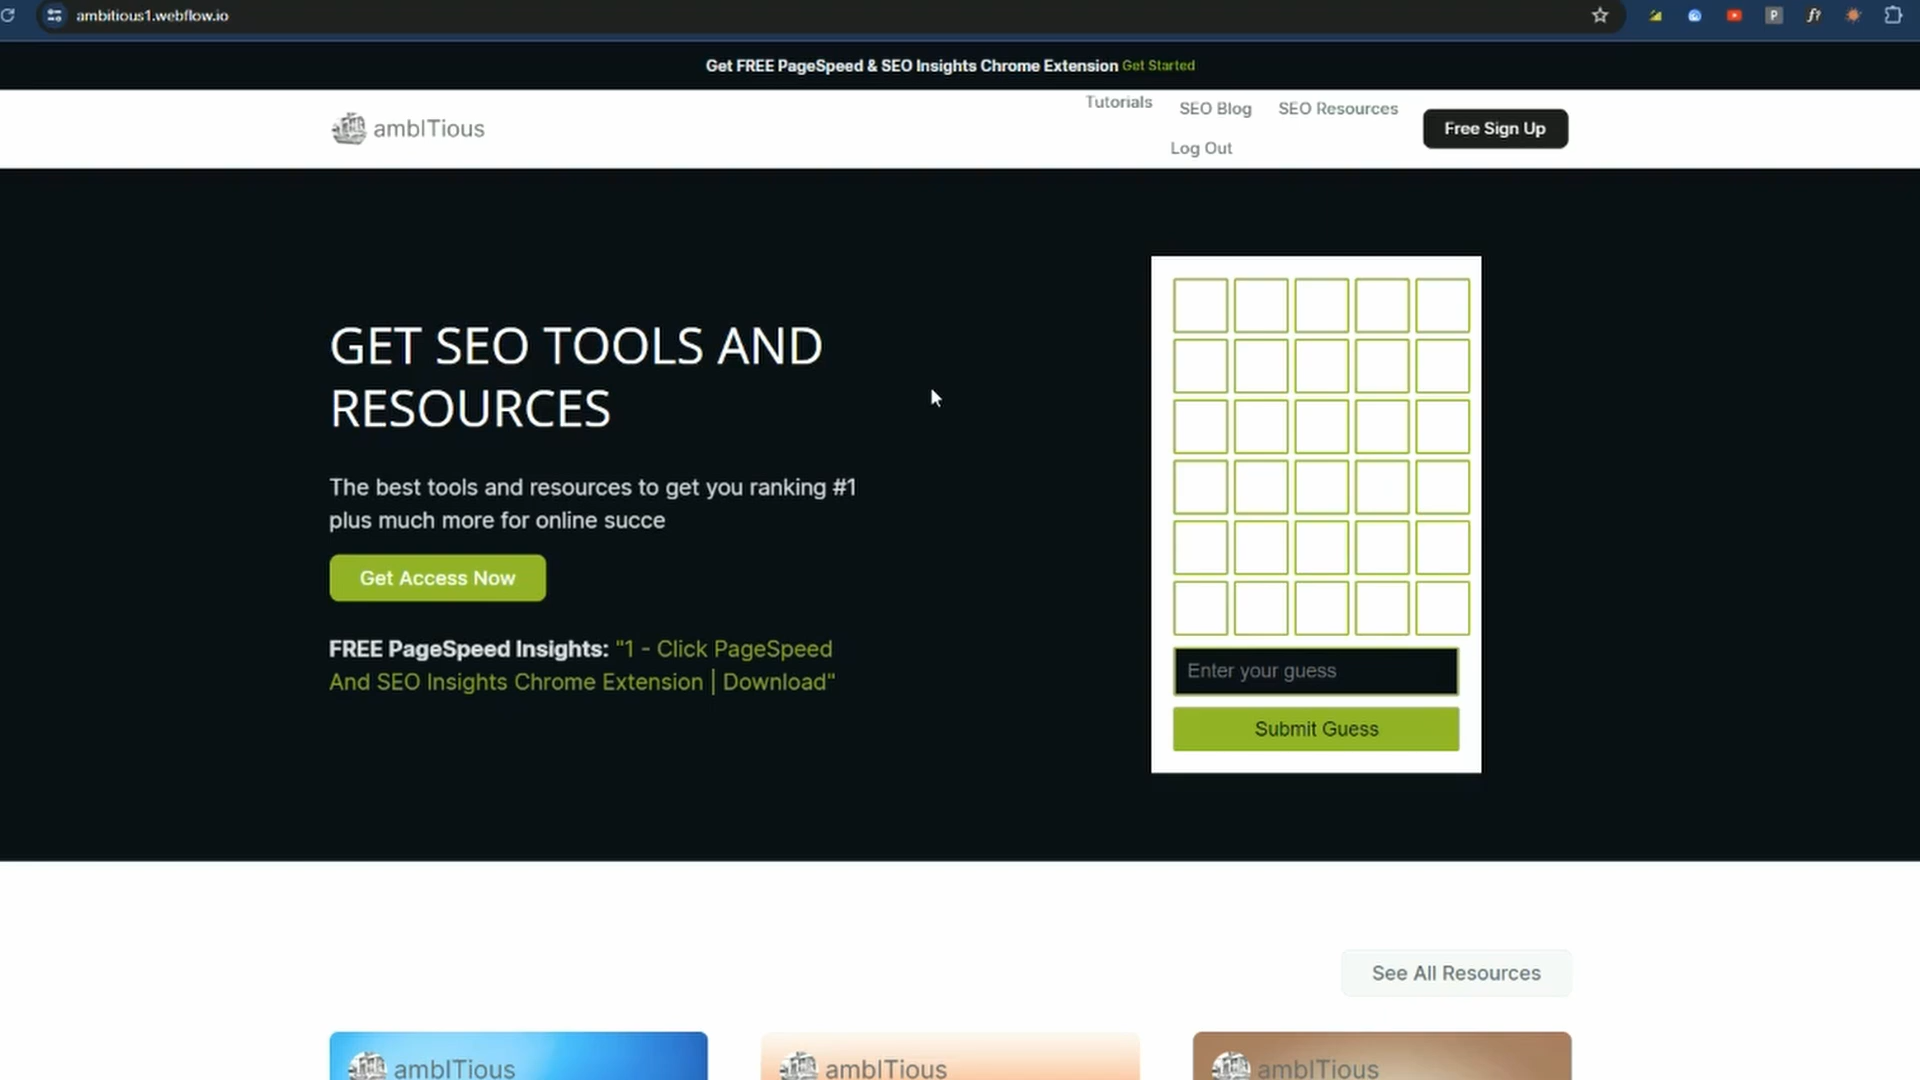 ambitious1.webflow.io
Get FREE PageSpeed & SEO Insights Chrome Extension Get Started
ambITious
Tutorials
SEO Blog
SEO Resources
Log Out
Free Sign Up
GET SEO TOOLS AND
RESOURCES
The best tools and resources to get you ranking #1
plus much more for online succe
Get Access Now
FREE PageSpeed Insights: "1 - Click PageSpeed
And SEO Insights Chrome Extension | Download"
Enter your guess
Submit Guess
See All Resources
ambITious
ambITious
ambITious
P
f?